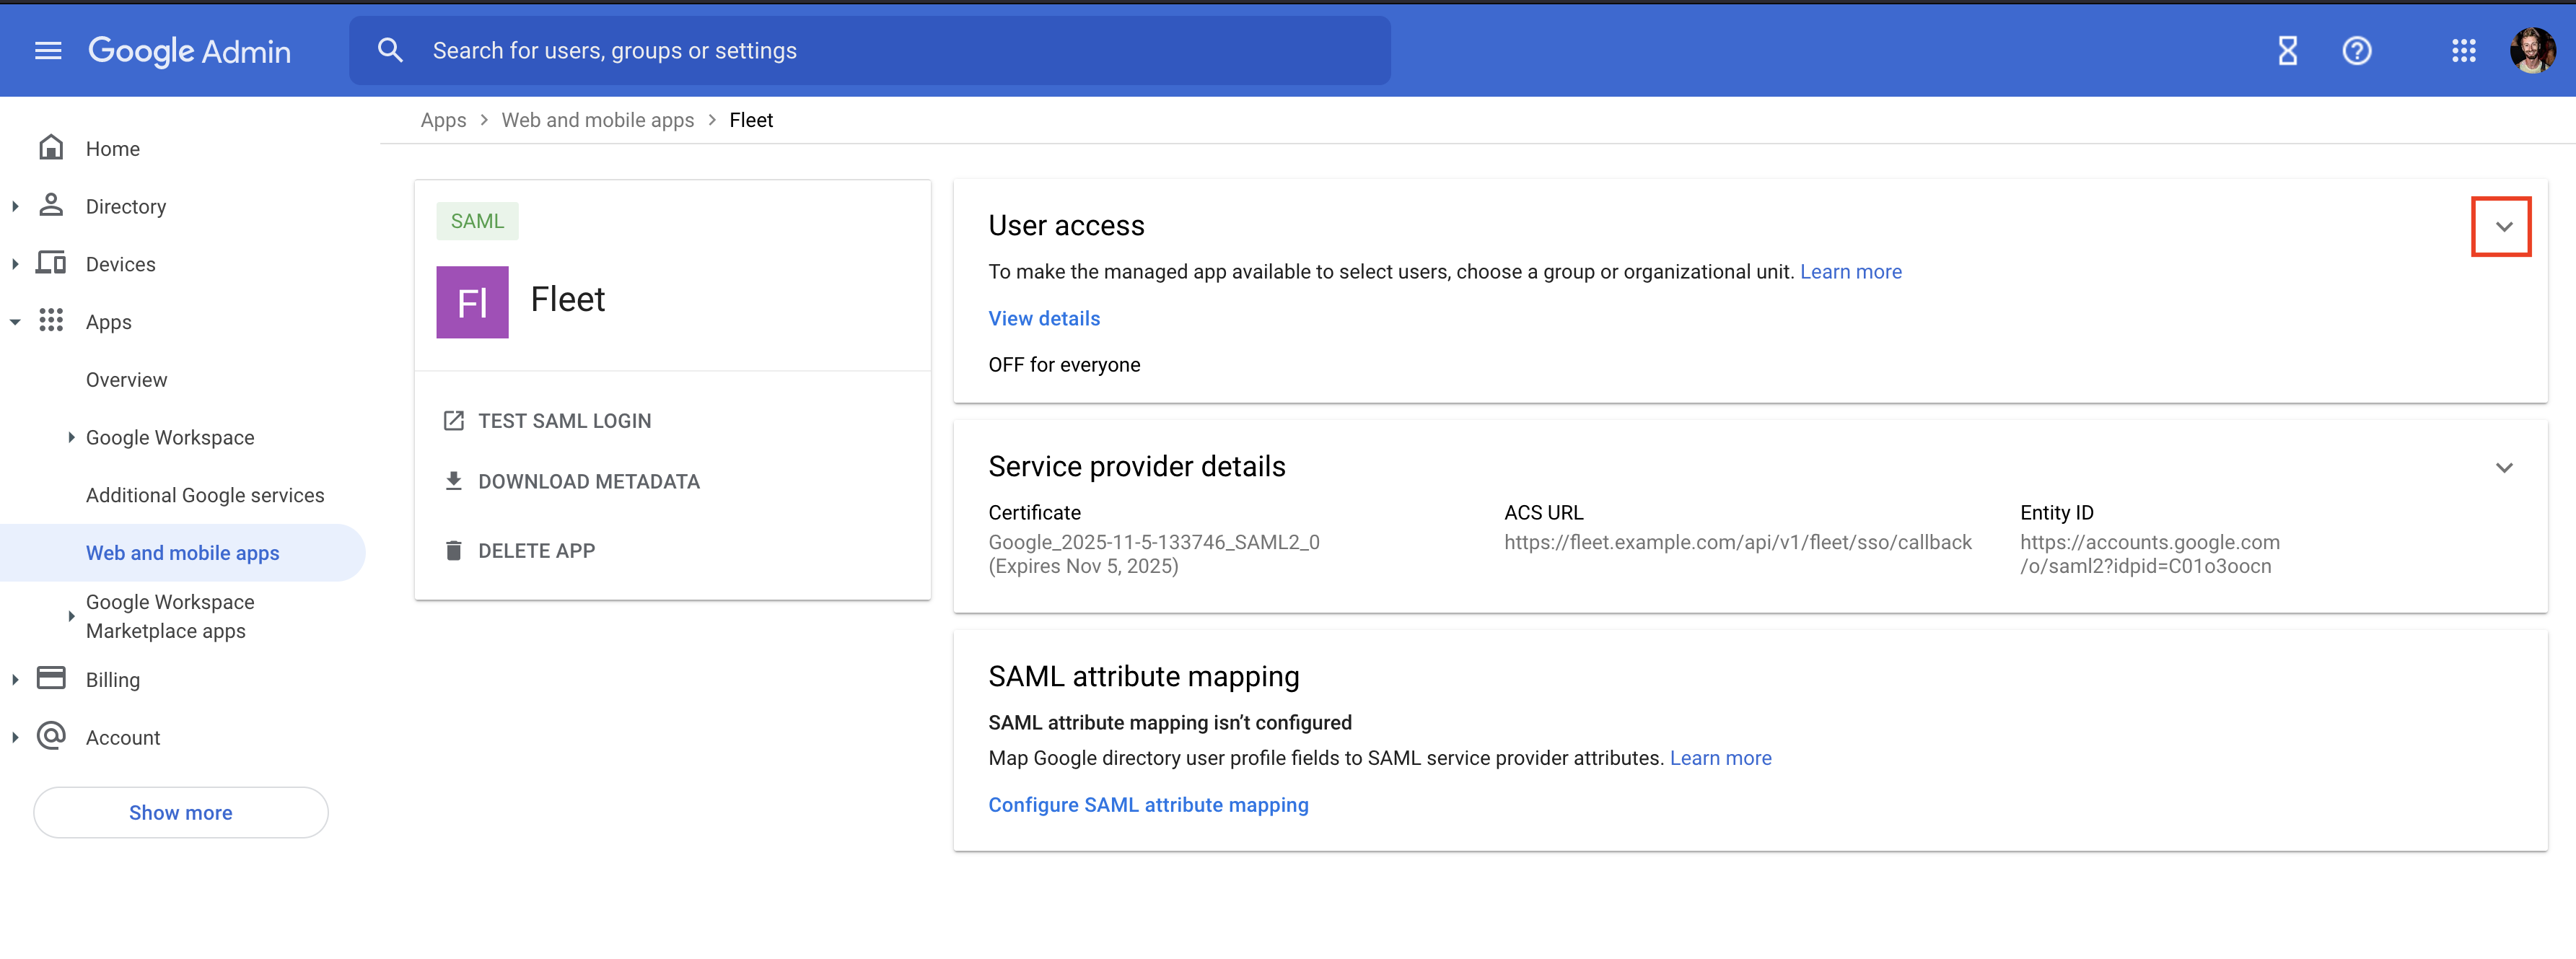 Google Admin
Search for users, groups or settings
Home
Directory
Devices
Apps
Overview
Google Workspace
Additional Google services
Web and mobile apps
Google Workspace
Marketplace apps
Billing
Account
Show more
Apps > Web and mobile apps > Fleet
SAML
Fl
Fleet
TEST SAML LOGIN
DOWNLOAD METADATA
DELETE APP
User access
To make the managed app available to select users, choose a group or organizational unit. Learn more
View details
OFF for everyone
Service provider details
Certificate
Google_2025-11-5-133746_SAML2_0
(Expires Nov 5, 2025)
ACS URL
https://fleet.example.com/api/v1/fleet/sso/callback
Entity ID
https://accounts.google.com
/o/saml2?idpid=C01o3oocn
SAML attribute mapping
SAML attribute mapping isn’t configured
Map Google directory user profile fields to SAML service provider attributes. Learn more
Configure SAML attribute mapping